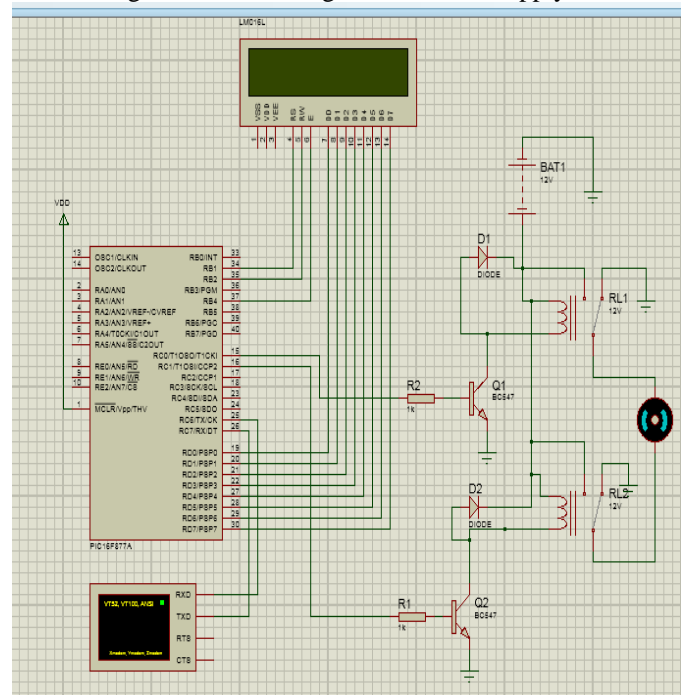 LM016L
VSS
VDD
VEE
RS
RW
E
D0
D1
D2
D3
D4
D5
D6
D7
1
2
3
4
5
6
7
8
9
10
11
12
13
14
BAT1
12V
VDD
D1
DIODE
RL1
12V
13 OSC1/CLKIN RB0/INT 33
14 OSC2/CLKOUT RB1 34
RB2 35
2 RA0/AN0 RB3/PGM 36
3 RA1/AN1 RB4 37
4 RA2/AN2/VREF-/CVREF RB5 38
5 RA3/AN3/VREF+ RB6/PGC 39
6 RA4/T0CKI/C1OUT RB7/PGD 40
7 RA5/AN4/SS/C2OUT
RC0/T1OSO/T1CKI 15
8 RE0/AN5/RD RC1/T1OSI/CCP2 16
9 RE1/AN6/WR RC2/CCP1 17
10 RE2/AN7/CS RC3/SCK/SCL 18
RC4/SDI/SDA 23
1 MCLR/Vpp/THV RC5/SDO 24
RC6/TX/CK 25
RC7/RX/DT 26
RD0/PSP0 19
RD1/PSP1 20
RD2/PSP2 21
RD3/PSP3 22
RD4/PSP4 27
RD5/PSP5 28
RD6/PSP6 29
RD7/PSP7 30
PIC16F877A
R2
1k
Q1
BC547
D2
DIODE
RL2
12V
R1
1k
Q2
BC547
VT52, VT100, ANSI
Xmodem, Ymodem, Zmodem
RXD
TXD
RTS
CTS